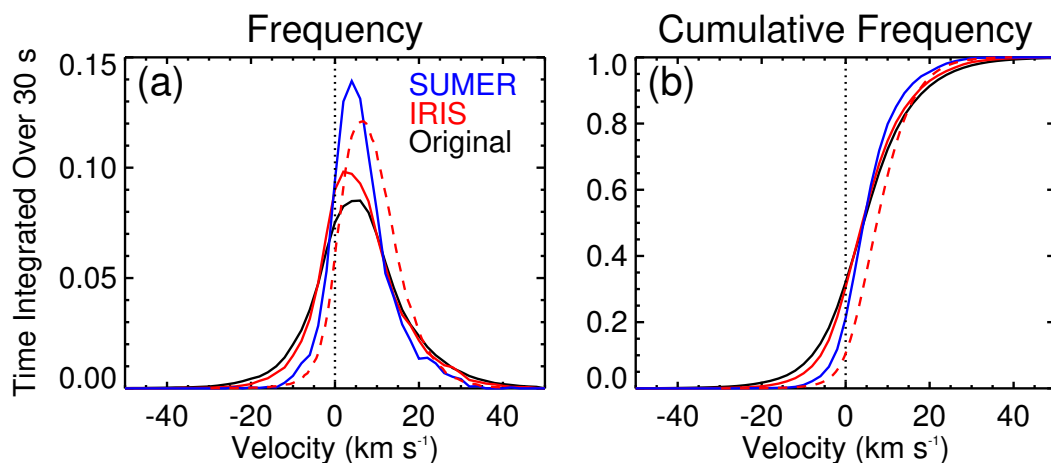 Frequency
Cumulative Frequency
Time Integrated Over 30 s
0.15
0.10
0.05
0.00
(a)
SUMER
IRIS
Original
-40 -20 0 20 40
Velocity (km s⁻¹)
1.0
0.8
0.6
0.4
0.2
0.0
(b)
-40 -20 0 20 40
Velocity (km s⁻¹)